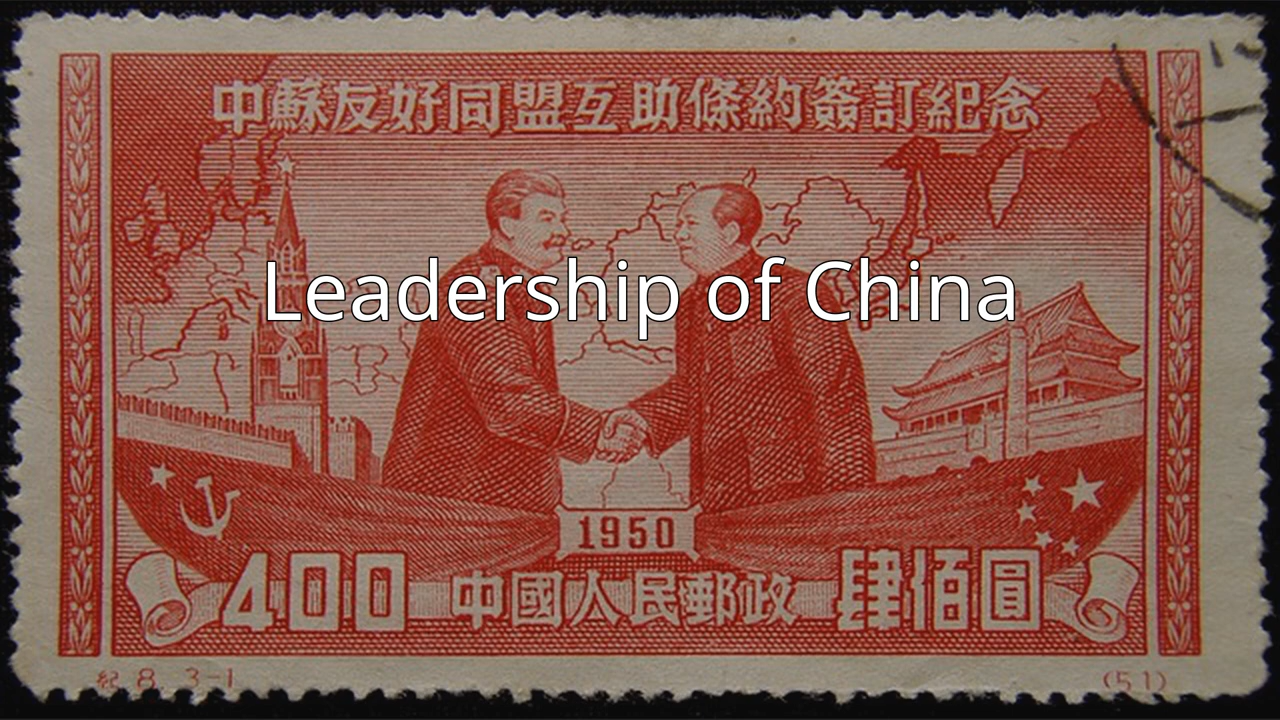 中蘇友好同盟互助條約簽訂紀念
Leadership of China
1950
400 中國人民郵政 肆佰圓
紀 8. 3-1
(51)